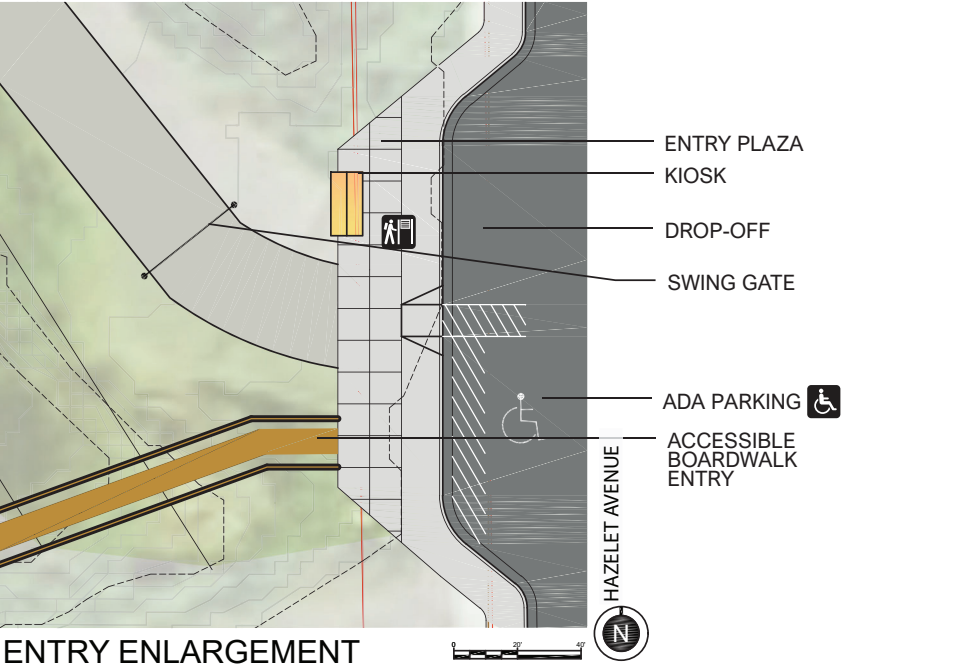 ENTRY PLAZA
KIOSK
DROP-OFF
SWING GATE
ADA PARKING
ACCESSIBLE
BOARDWALK
ENTRY
HAZELET AVENUE
N
0 20' 40'
ENTRY ENLARGEMENT